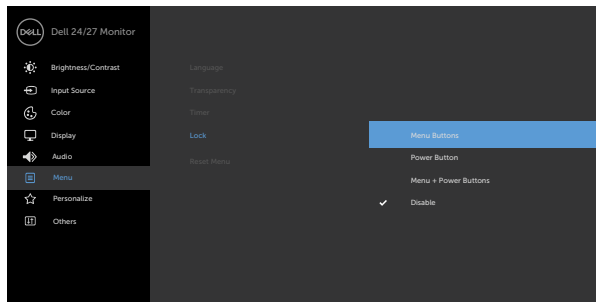 DELL Dell 24/27 Monitor
Brightness/Contrast
Input Source
Color
Display
Audio
Menu
Personalize
Others
Language
Transparency
Timer
Lock
Reset Menu
Menu Buttons
Power Button
Menu + Power Buttons
Disable